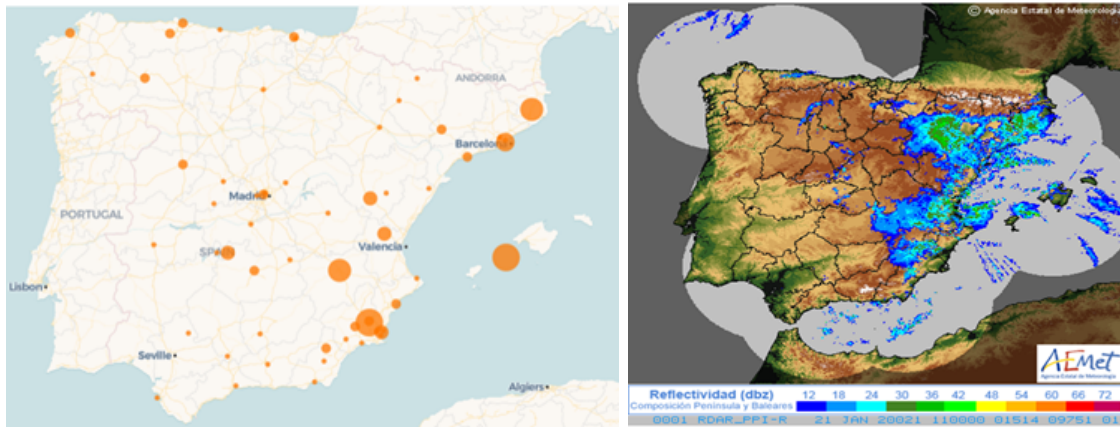 ANDORRA
Barcelona
Madrid
PORTUGAL
SPAIN
Valencia
Lisbon
Seville
Algiers
© Agencia Estatal de Meteorología
AEMet
Agencia Estatal de Meteorología
Reflectividad (dbz) 12 18 24 30 36 42 48 54 60 66 72
Composición Península y Baleares
0001 RDAR_PPI-R 21 JAN 20021 110000 01514 09751 01